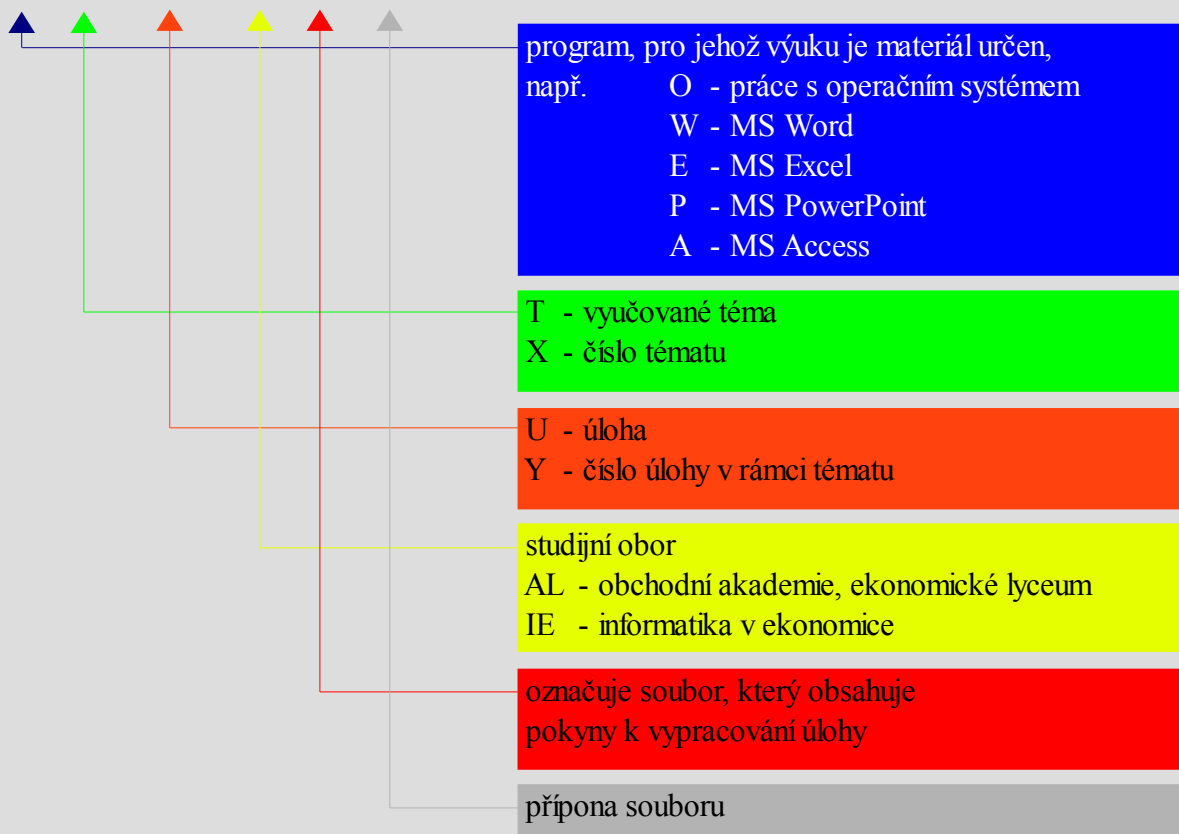 program, pro jehož výuku je materiál určen,
např. O - práce s operačním systémem
W - MS Word
E - MS Excel
P - MS PowerPoint
A - MS Access
T - vyučované téma
X - číslo tématu
U - úloha
Y - číslo úlohy v rámci tématu
studijní obor
AL - obchodní akademie, ekonomické lyceum
IE - informatika v ekonomice
označuje soubor, který obsahuje
pokyny k vypracování úlohy
přípona souboru